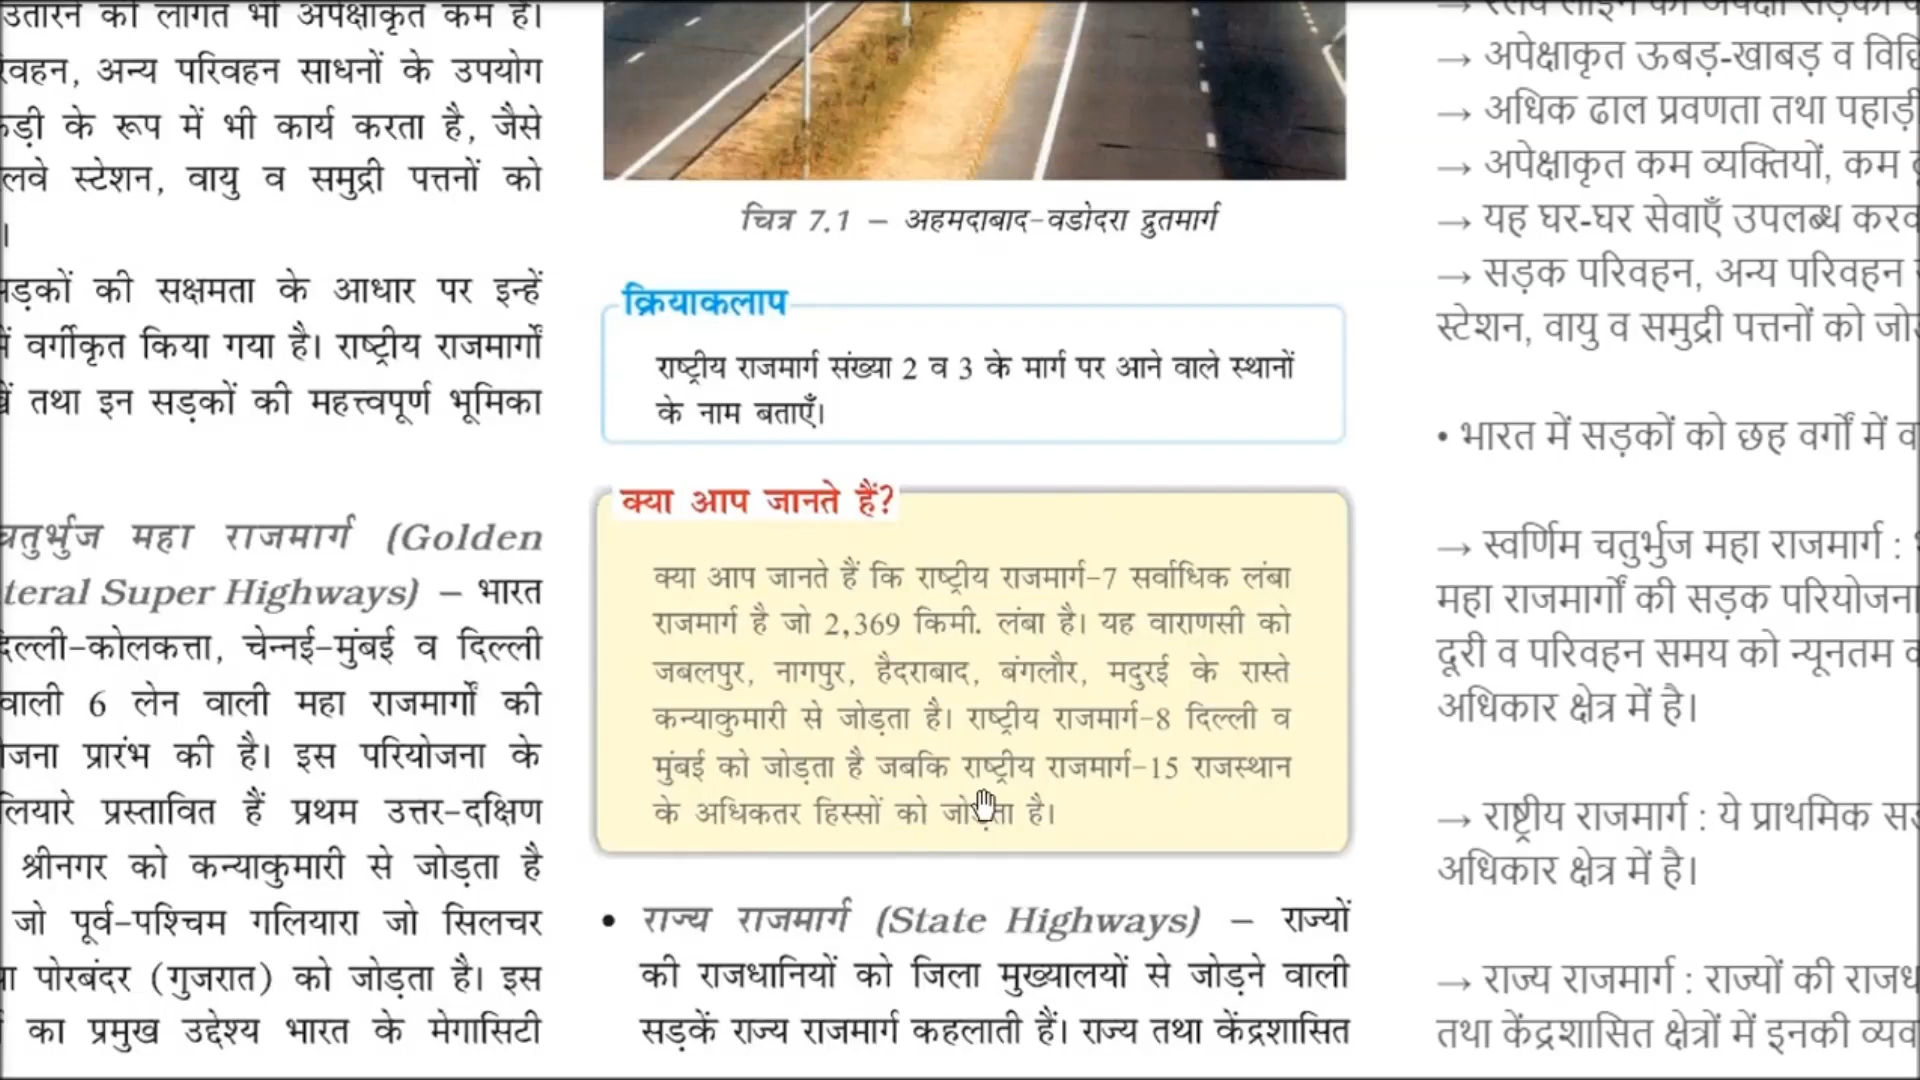 उतारने की लागत भी अपेक्षाकृत कम है।
अन्य परिवहन साधनों के उपयोग
के रूप में भी कार्य करता है, जैसे
स्टेशन, वायु व समुद्री पत्तनों को
।
सड़कों की सक्षमता के आधार पर इन्हें
वर्गीकृत किया गया है। राष्ट्रीय राजमार्गों
तथा इन सड़कों की महत्त्वपूर्ण भूमिका
चतुर्भुज महा राजमार्ग (Golden
teral Super Highways) – भारत
दिल्ली-कोलकत्ता, चेन्नई-मुंबई व दिल्ली
वाली 6 लेन वाली महा राजमार्गों की
प्रारंभ की है। इस परियोजना के
प्रस्तावित हैं प्रथम उत्तर-दक्षिण
श्रीनगर को कन्याकुमारी से जोड़ता है
जो पूर्व-पश्चिम गलियारा जो सिलचर
पोरबंदर (गुजरात) को जोड़ता है। इस
का प्रमुख उद्देश्य भारत के मेगासिटी
चित्र 7.1 – अहमदाबाद-वडोदरा द्रुतमार्ग
क्रियाकलाप
राष्ट्रीय राजमार्ग संख्या 2 व 3 के मार्ग पर आने वाले स्थानों
के नाम बताएँ।
क्या आप जानते हैं?
क्या आप जानते हैं कि राष्ट्रीय राजमार्ग-7 सर्वाधिक लंबा
राजमार्ग है जो 2,369 किमी. लंबा है। यह वाराणसी को
जबलपुर, नागपुर, हैदराबाद, बंगलौर, मदुरई के रास्ते
कन्याकुमारी से जोड़ता है। राष्ट्रीय राजमार्ग-8 दिल्ली व
मुंबई को जोड़ता है जबकि राष्ट्रीय राजमार्ग-15 राजस्थान
के अधिकतर हिस्सों को जोड़ता है।
• राज्य राजमार्ग (State Highways) – राज्यों
की राजधानियों को जिला मुख्यालयों से जोड़ने वाली
सड़कें राज्य राजमार्ग कहलाती हैं। राज्य तथा केंद्रशासित
→ अपेक्षाकृत ऊबड़-खाबड़ व
→ अधिक ढाल प्रवणता तथा पहाड़ी
→ अपेक्षाकृत कम व्यक्तियों, कम
→ यह घर-घर सेवाएँ उपलब्ध
→ सड़क परिवहन, अन्य परिवहन
स्टेशन, वायु व समुद्री पत्तनों को
• भारत में सड़कों को छह वर्गों में
→ स्वर्णिम चतुर्भुज महा राजमार्ग :
महा राजमार्गों की सड़क परियोजना
दूरी व परिवहन समय को न्यूनतम
अधिकार क्षेत्र में है।
→ राष्ट्रीय राजमार्ग : ये प्राथमिक
अधिकार क्षेत्र में है।
→ राज्य राजमार्ग : राज्यों की
तथा केंद्रशासित क्षेत्रों में इनकी